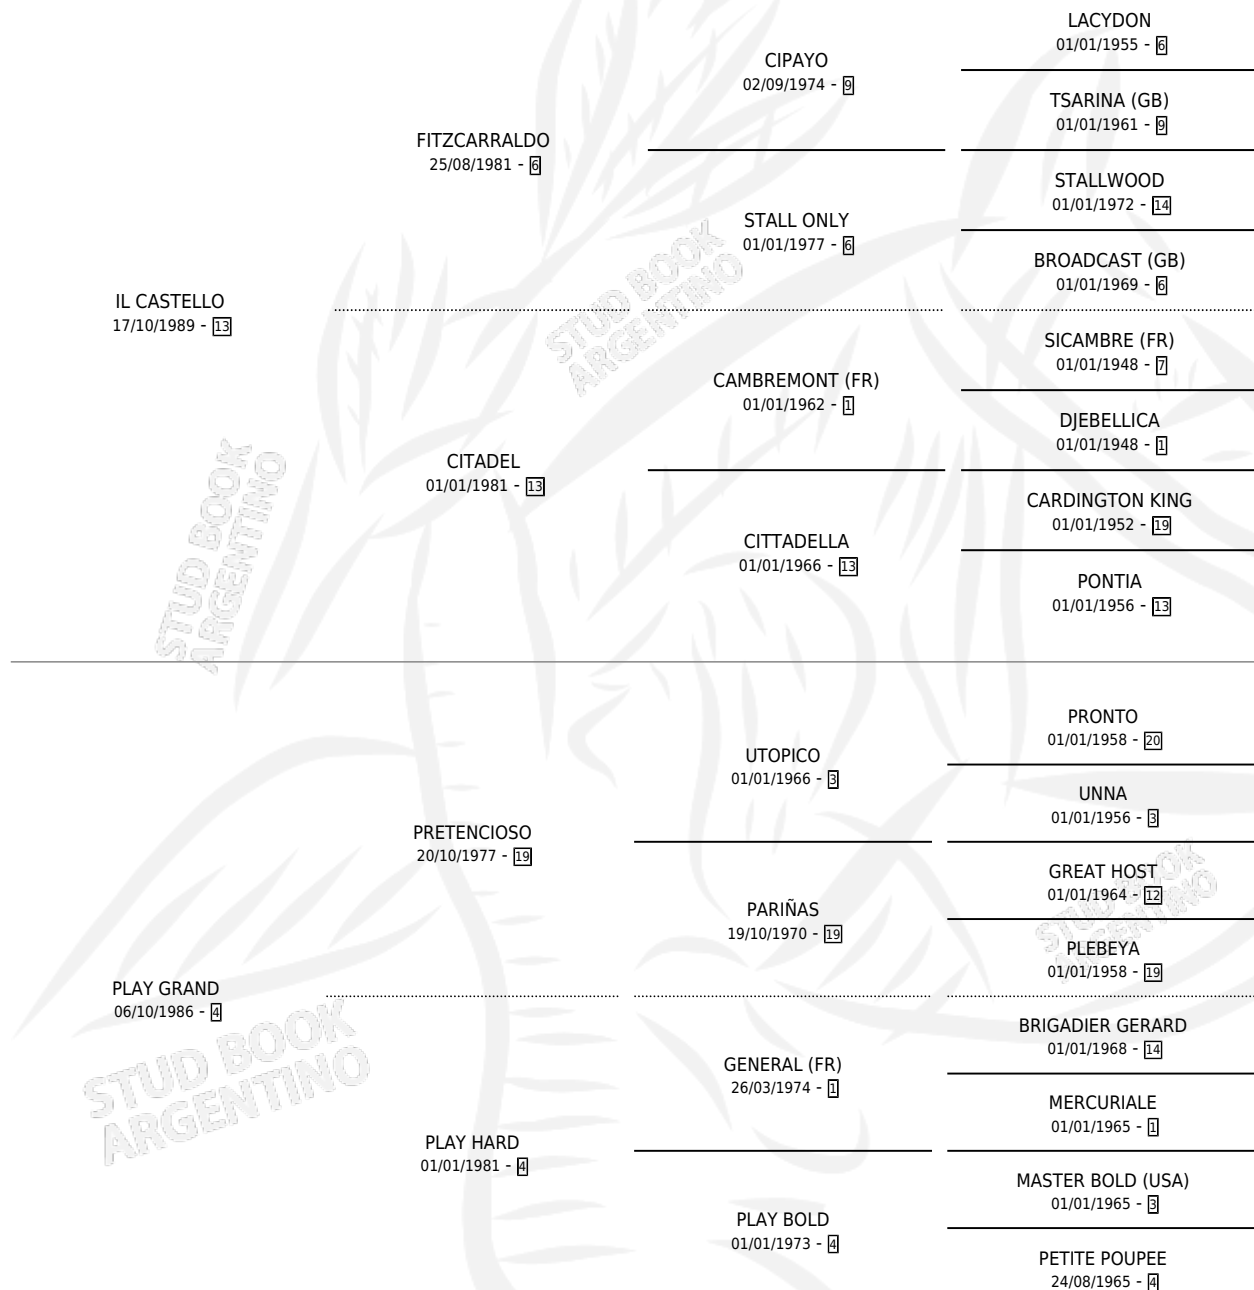 LACYDON
01/01/1955 - 6
CIPAYO
02/09/1974 - 9
TSARINA (GB)
01/01/1961 - 9
FITZCARRALDO
25/08/1981 - 6
STALLWOOD
01/01/1972 - 14
STALL ONLY
01/01/1977 - 6
BROADCAST (GB)
01/01/1969 - 6
IL CASTELLO
17/10/1989 - 13
STUD BOOK
ARGENTINO
SICAMBRE (FR)
01/01/1948 - 7
CAMBREMONT (FR)
01/01/1962 - 1
DJEBELLICA
01/01/1948 - 1
CITADEL
01/01/1981 - 13
CARDINGTON KING
01/01/1952 - 19
CITTADELLA
01/01/1966 - 13
PONTIA
01/01/1956 - 13
STUD BOOK
ARGENTINO
PRONTO
01/01/1958 - 20
UTOPICO
01/01/1966 - 3
UNNA
01/01/1956 - 3
PRETENCIOSO
20/10/1977 - 19
GREAT HOST
01/01/1964 - 12
PARIÑAS
19/10/1970 - 19
PLEBEYA
01/01/1958 - 19
STUD BOOK
ARGENTINO
PLAY GRAND
06/10/1986 - 4
BRIGADIER GERARD
01/01/1968 - 14
GENERAL (FR)
26/03/1974 - 1
MERCURIALE
01/01/1965 - 1
STUD BOOK
ARGENTINO
PLAY HARD
01/01/1981 - 4
MASTER BOLD (USA)
01/01/1965 - 3
PLAY BOLD
01/01/1973 - 4
PETITE POUPEE
24/08/1965 - 4